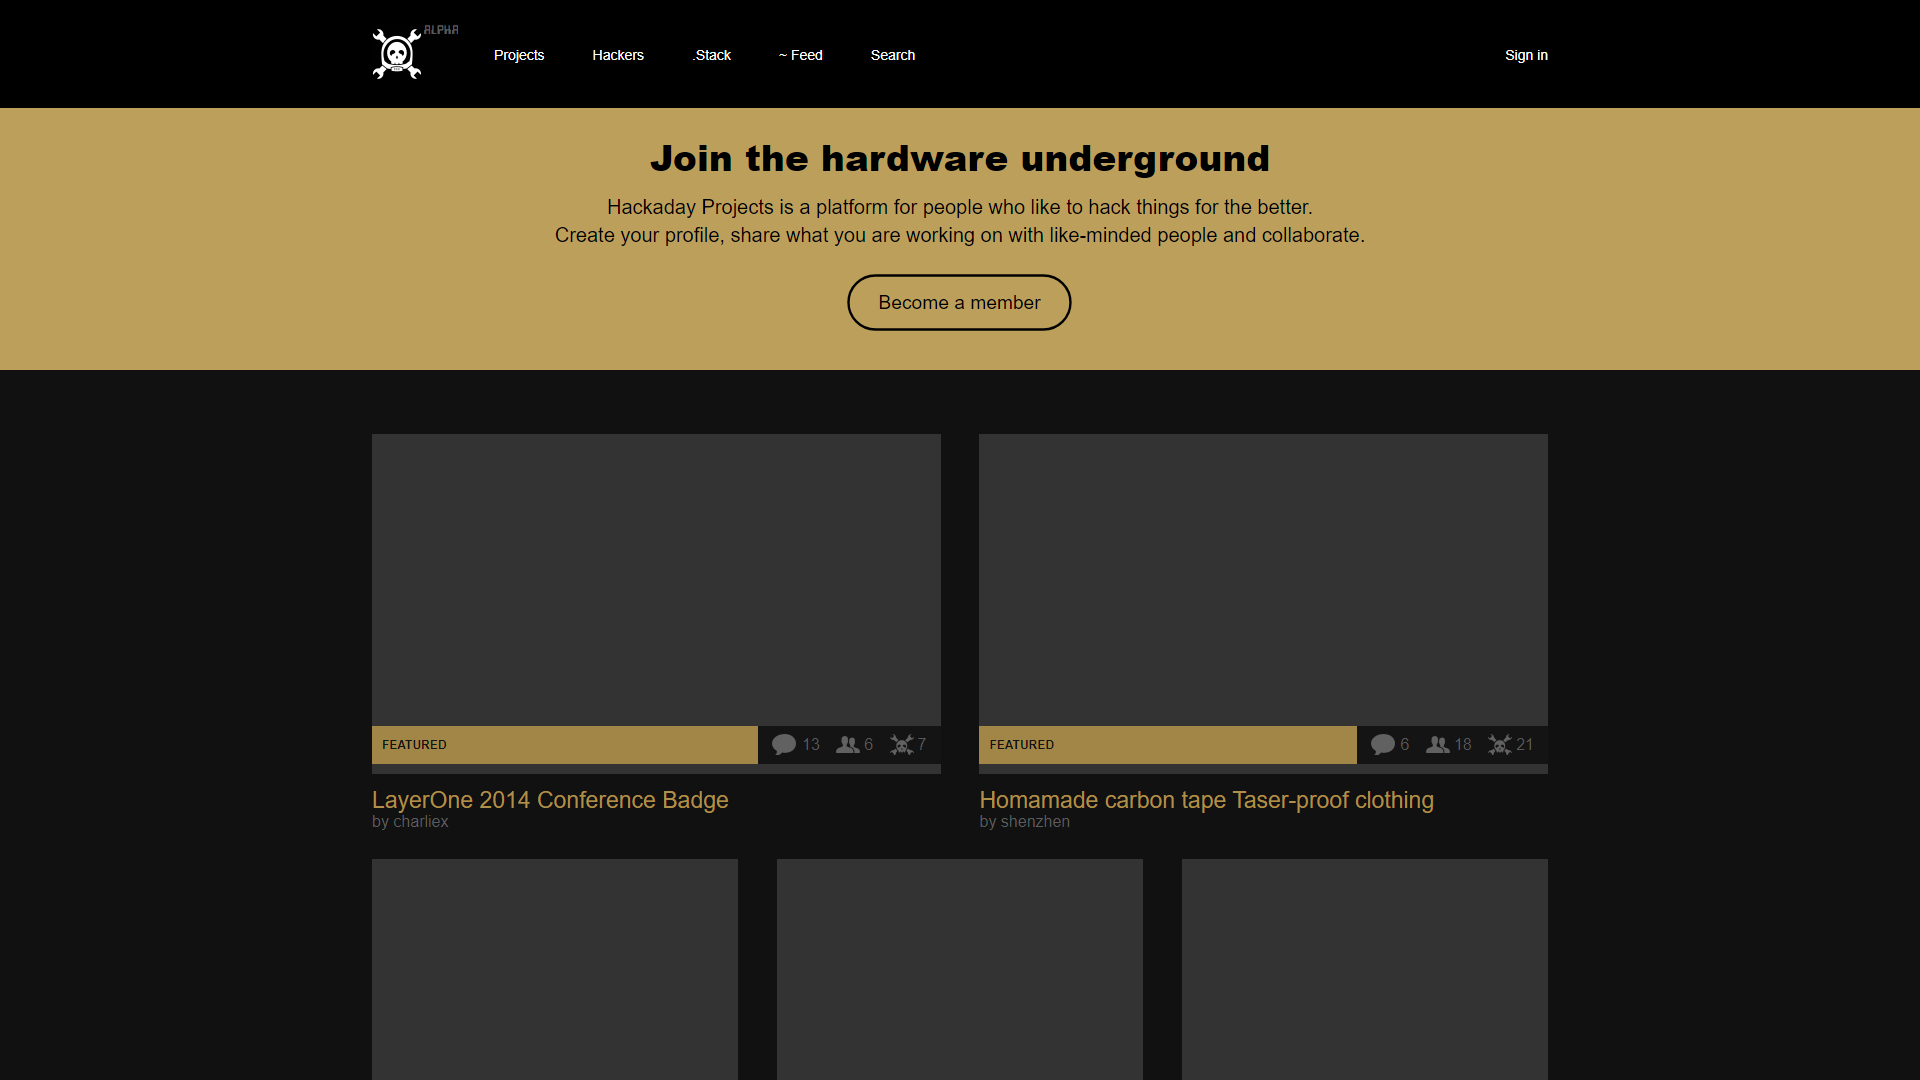 ALPHA
Projects
Hackers
.Stack
~ Feed
Search
Sign in
Join the hardware underground
Hackaday Projects is a platform for people who like to hack things for the better.
Create your profile, share what you are working on with like-minded people and collaborate.
Become a member
FEATURED
13
6
7
FEATURED
6
18
21
LayerOne 2014 Conference Badge
by charliex
Homamade carbon tape Taser-proof clothing
by shenzhen